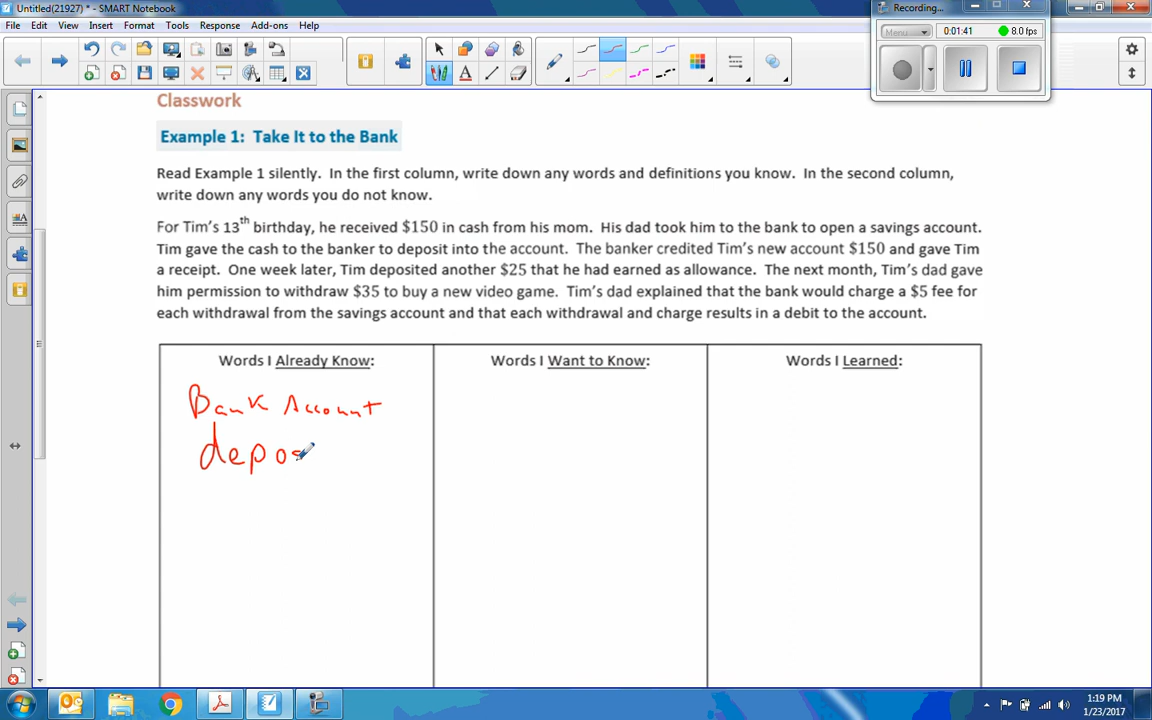 Untitled(21927) * - SMART Notebook
File Edit View Insert Format Tools Response Add-ons Help
Recording...
Menu 0:01:41 8.0 fps
Classwork
Example 1: Take It to the Bank
Read Example 1 silently. In the first column, write down any words and definitions you know. In the second column,
write down any words you do not know.
For Tim's 13th birthday, he received $150 in cash from his mom. His dad took him to the bank to open a savings account.
Tim gave the cash to the banker to deposit into the account. The banker credited Tim's new account $150 and gave Tim
a receipt. One week later, Tim deposited another $25 that he had earned as allowance. The next month, Tim's dad gave
him permission to withdraw $35 to buy a new video game. Tim's dad explained that the bank would charge a $5 fee for
each withdrawal from the savings account and that each withdrawal and charge results in a debit to the account.
Words I Already Know: Words I Want to Know: Words I Learned:
Bank Account
depos
1:19 PM
1/23/2017